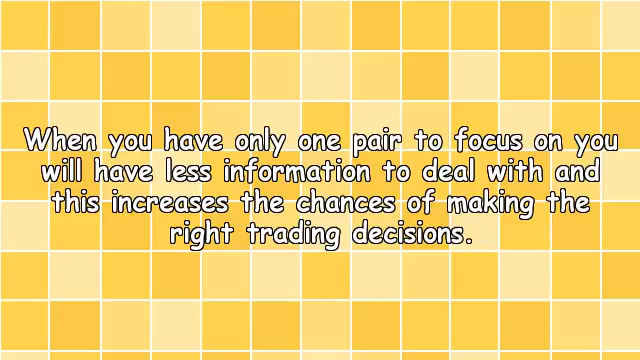 When you have only one pair to focus on you
will have less information to deal with and
this increases the chances of making the
right trading decisions.